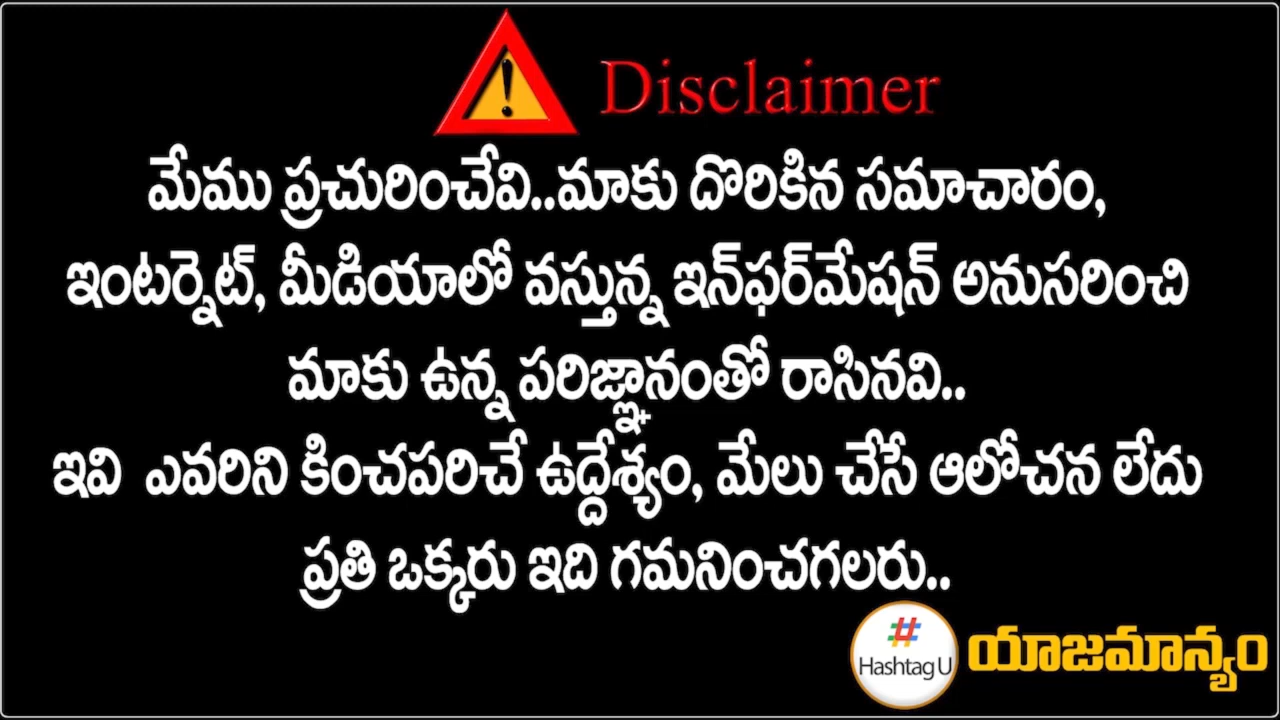 Disclaimer
మేము ప్రచురించేవి..మాకు దొరికిన సమాచారం,
ఇంటర్నెట్, మీడియాలో వస్తున్న ఇన్‌ఫర్‌మేషన్ అనుసరించి
మాకు ఉన్న పరిజ్ఞానంతో రాసినవి..
ఇవి ఎవరిని కించపరిచే ఉద్దేశ్యం, మేలు చేసే ఆలోచన లేదు
ప్రతి ఒక్కరు ఇది గమనించగలరు..
#
Hashtag U
యాజమాన్యం